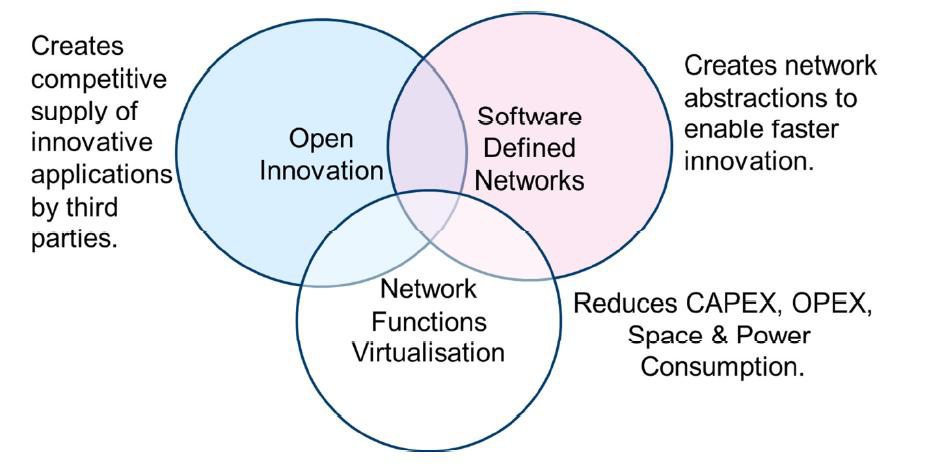 Creates
competitive
supply of
innovative
applications
by third
parties.
Open
Innovation
Software
Defined
Networks
Creates network
abstractions to
enable faster
innovation.
Network
Functions
Virtualisation
Reduces CAPEX, OPEX,
Space & Power
Consumption.